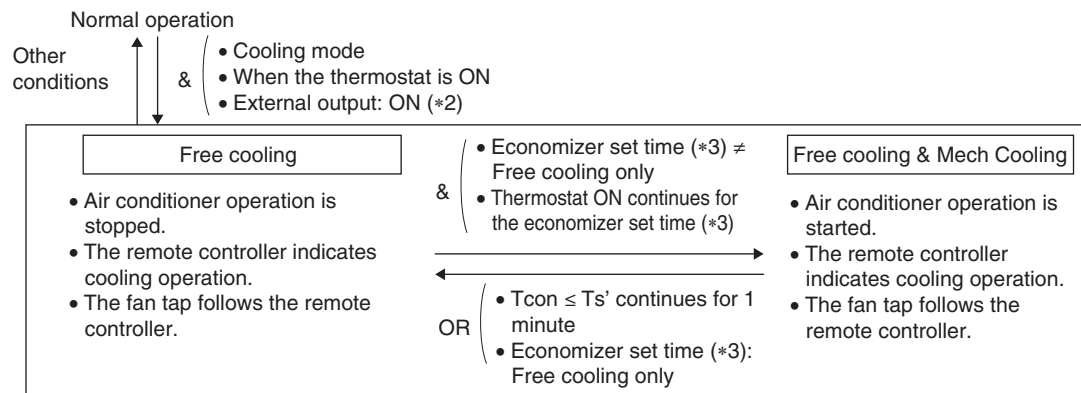 Normal operation
Other
conditions
&
• Cooling mode
• When the thermostat is ON
• External output: ON (*2)
Free cooling
• Air conditioner operation is
stopped.
• The remote controller indicates
cooling operation.
• The fan tap follows the remote
controller.
&
• Economizer set time (*3) ≠
Free cooling only
• Thermostat ON continues for
the economizer set time (*3)
OR
• Tcon ≤ Ts’ continues for 1
minute
• Economizer set time (*3):
Free cooling only
Free cooling & Mech Cooling
• Air conditioner operation is
started.
• The remote controller
indicates cooling operation.
• The fan tap follows the
remote controller.